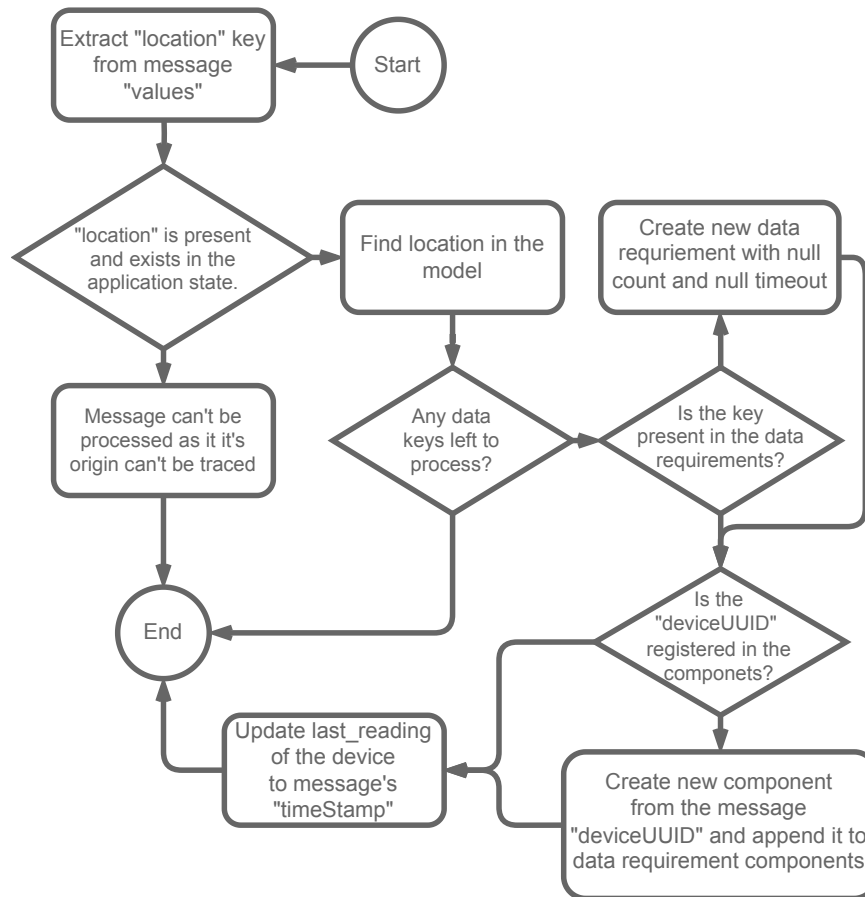 Extract "location" key
from message
"values"
Start
"location" is present
and exists in the
application state.
Find location in the
model
Create new data
requriement with null
count and null timeout
Message can't be
processed as it it's
origin can't be traced
Any data
keys left to
process?
Is the key
present in the data
requirements?
End
Is the
"deviceUUID"
registered in the
componets?
Update last_reading
of the device
to message's
"timeStamp"
Create new component
from the message
"deviceUUID" and append it to
data requirement components